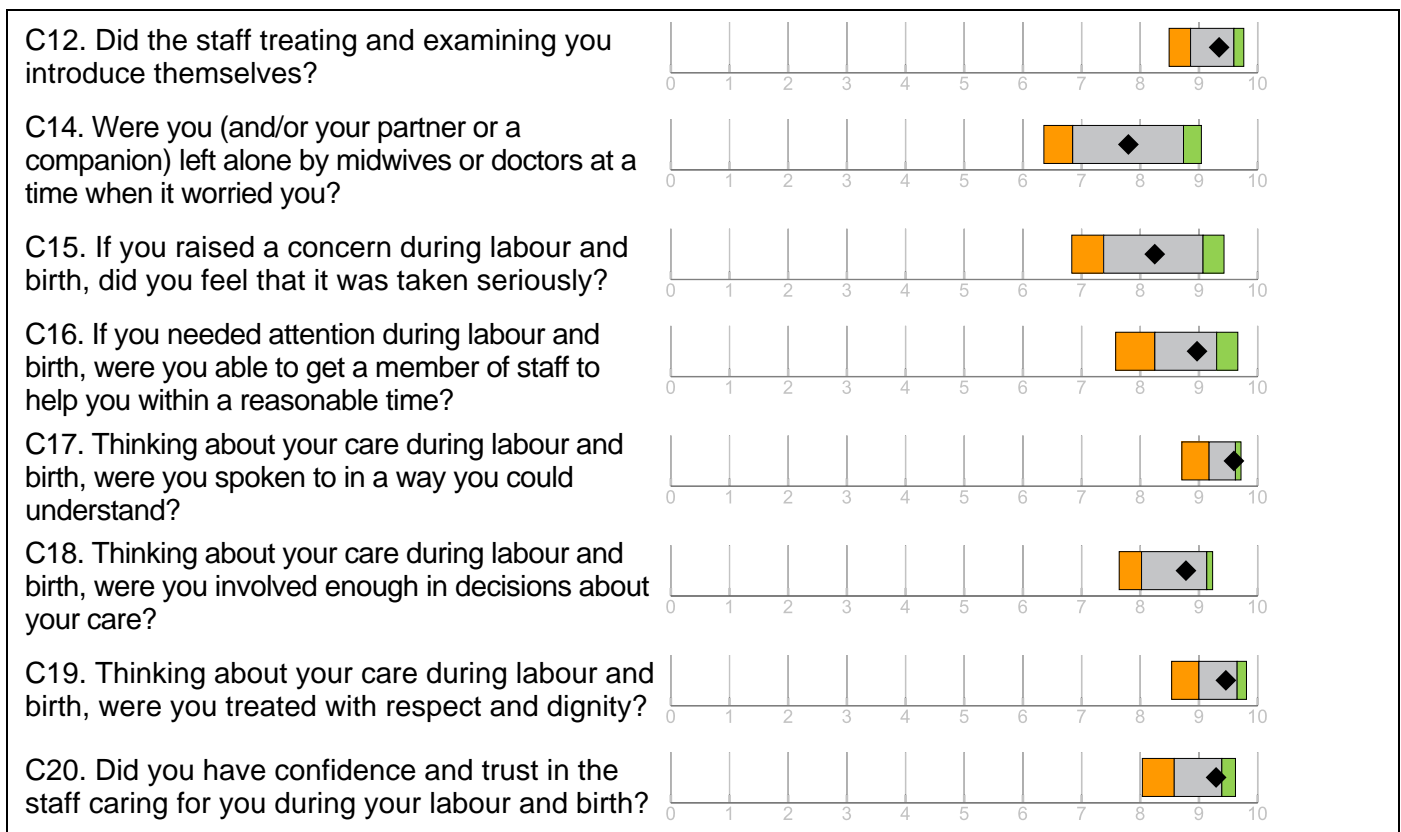 C12. Did the staff treating and examining you
introduce themselves?
0 1 2 3 4 5 6 7 8 9 10
C14. Were you (and/or your partner or a
companion) left alone by midwives or doctors at a
time when it worried you?
0 1 2 3 4 5 6 7 8 9 10
C15. If you raised a concern during labour and
birth, did you feel that it was taken seriously?
0 1 2 3 4 5 6 7 8 9 10
C16. If you needed attention during labour and
birth, were you able to get a member of staff to
help you within a reasonable time?
0 1 2 3 4 5 6 7 8 9 10
C17. Thinking about your care during labour and
birth, were you spoken to in a way you could
understand?
0 1 2 3 4 5 6 7 8 9 10
C18. Thinking about your care during labour and
birth, were you involved enough in decisions about
your care?
0 1 2 3 4 5 6 7 8 9 10
C19. Thinking about your care during labour and
birth, were you treated with respect and dignity?
0 1 2 3 4 5 6 7 8 9 10
C20. Did you have confidence and trust in the
staff caring for you during your labour and birth?
0 1 2 3 4 5 6 7 8 9 10